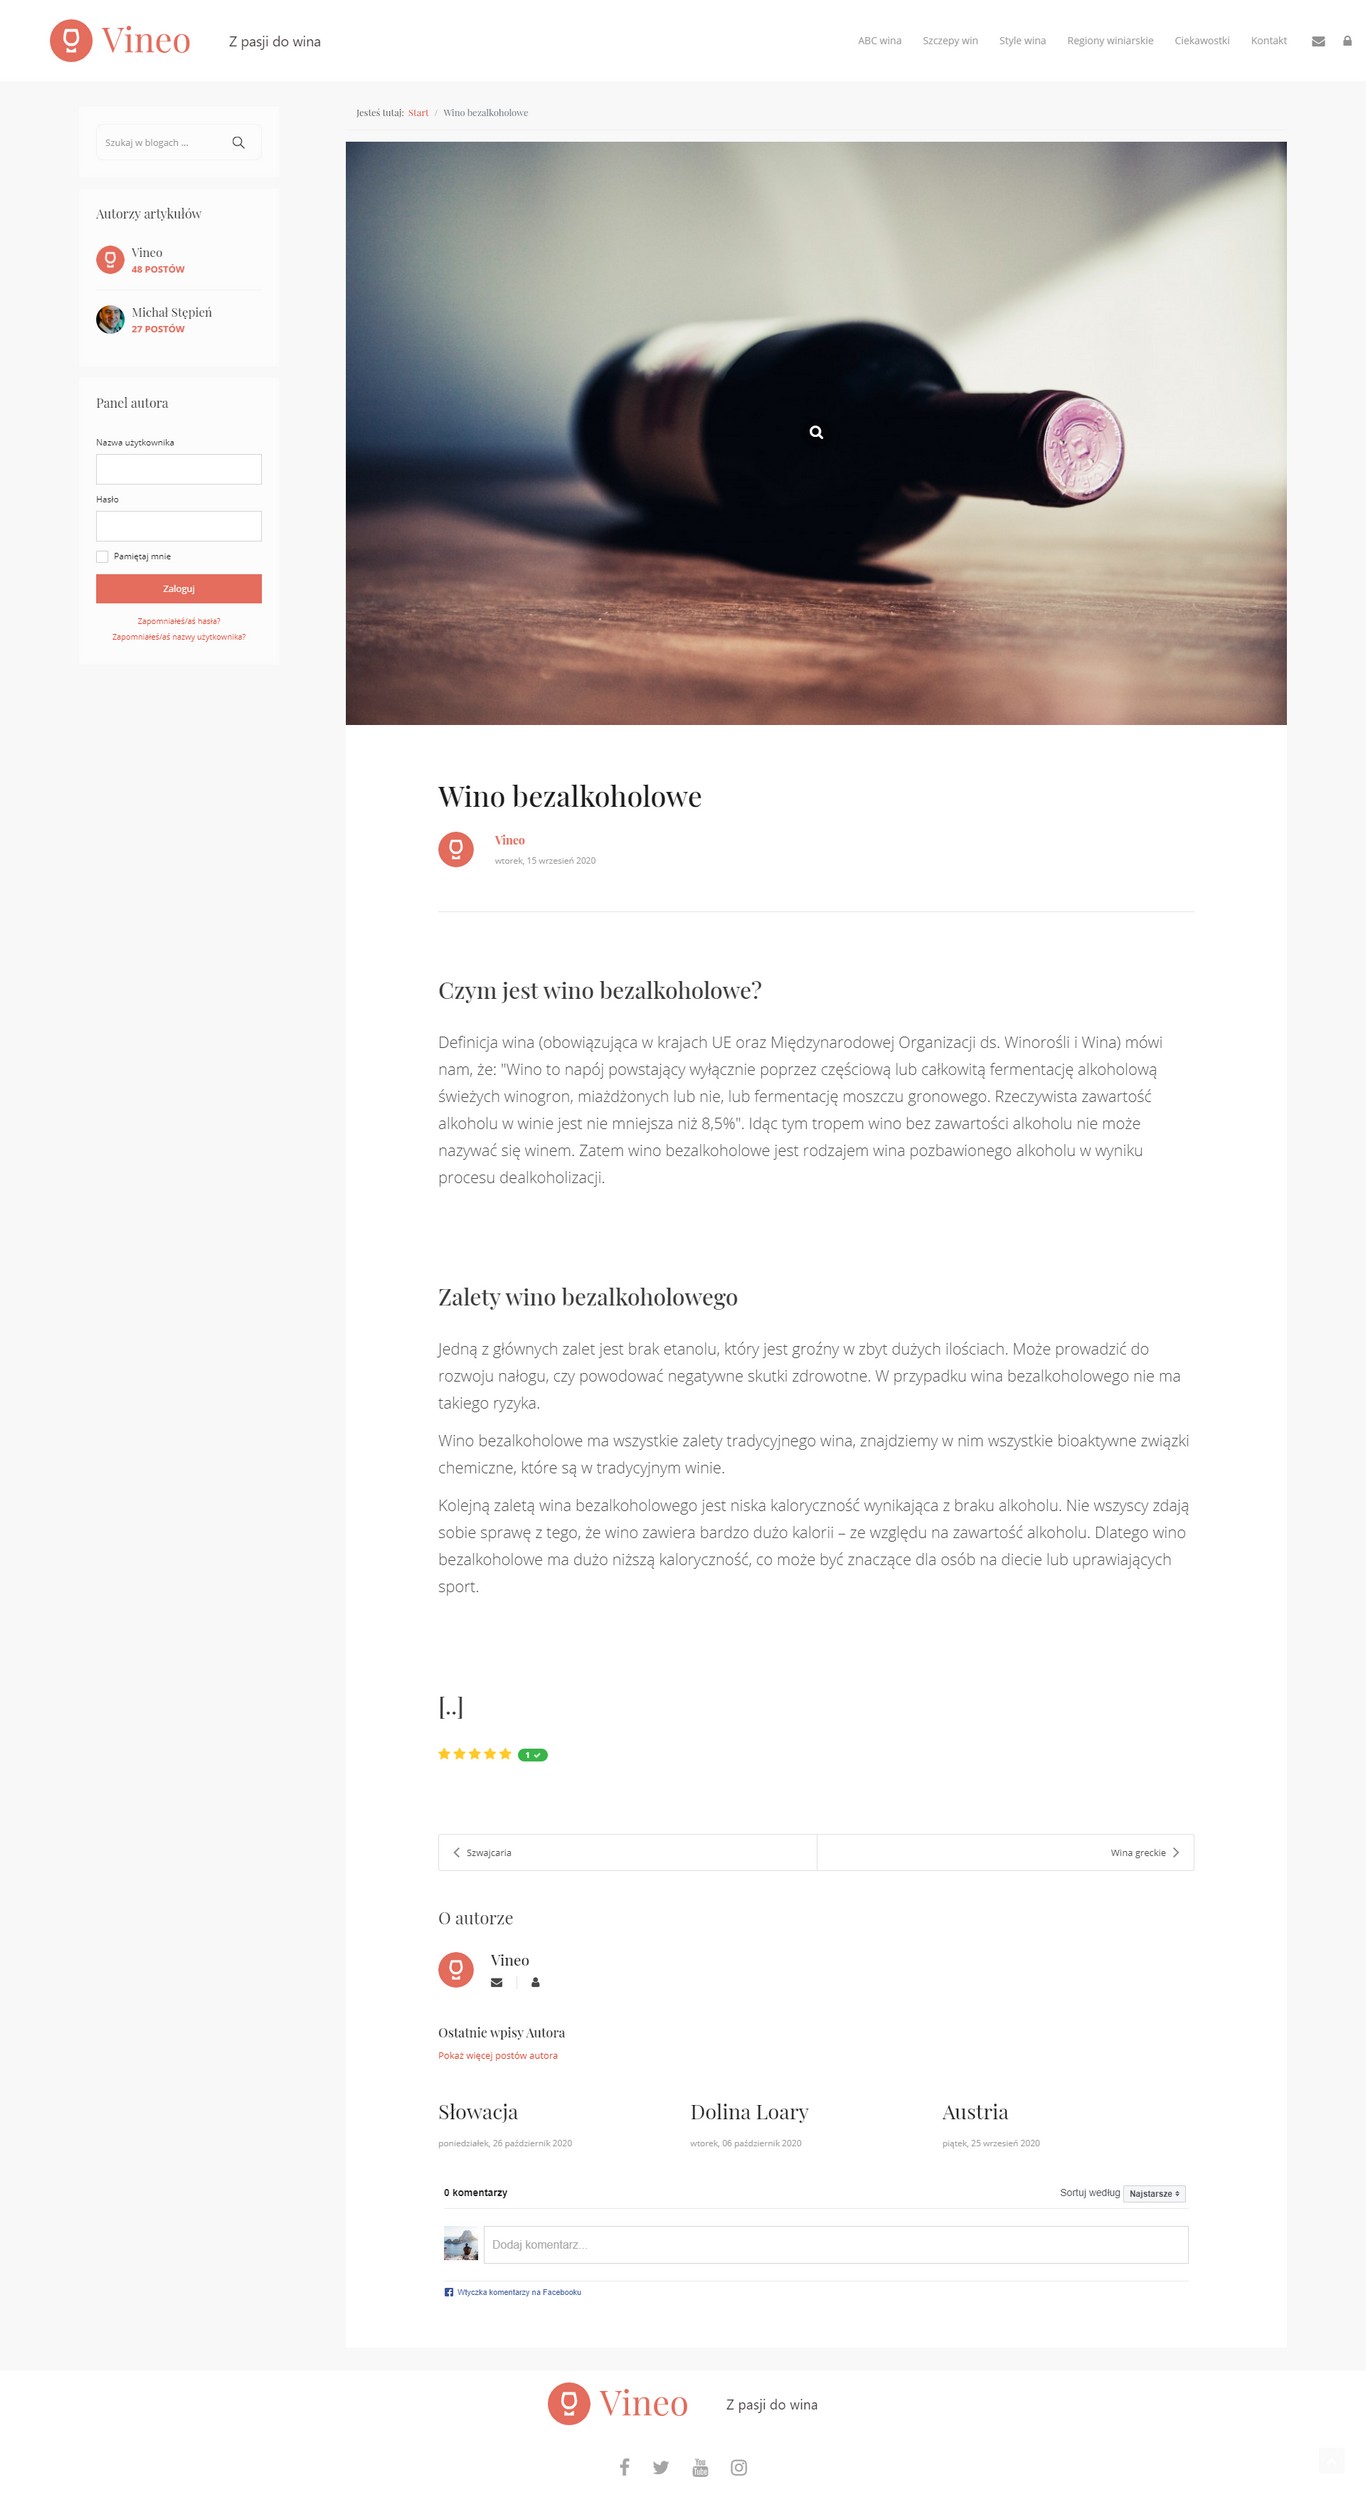 Vineo
Z pasji do wina
ABC wina
Szczepy win
Style wina
Regiony winiarskie
Ciekawostki
Kontakt
Jesteś tutaj: Start / Wino bezalkoholowe
Szukaj w blogach ...
Autorzy artykułów
Vineo
48 POSTÓW
Michał Stępień
27 POSTÓW
Panel autora
Nazwa użytkownika
Hasło
Pamiętaj mnie
Zaloguj
Zapomniałeś/aś hasła?
Zapomniałeś/aś nazwy użytkownika?
Wino bezalkoholowe
Vineo
wtorek, 15 wrzesień 2020
Czym jest wino bezalkoholowe?
Definicja wina (obowiązująca w krajach UE oraz Międzynarodowej Organizacji ds. Winorośli i Wina) mówi
nam, że: "Wino to napój powstający wyłącznie poprzez częściową lub całkowitą fermentację alkoholową
świeżych winogron, miażdżonych lub nie, lub fermentację moszczu gronowego. Rzeczywista zawartość
alkoholu w winie jest nie mniejsza niż 8,5%". Idąc tym tropem wino bez zawartości alkoholu nie może
nazywać się winem. Zatem wino bezalkoholowe jest rodzajem wina pozbawionego alkoholu w wyniku
procesu dealkoholizacji.
Zalety wino bezalkoholowego
Jedną z głównych zalet jest brak etanolu, który jest groźny w zbyt dużych ilościach. Może prowadzić do
rozwoju nałogu, czy powodować negatywne skutki zdrowotne. W przypadku wina bezalkoholowego nie ma
takiego ryzyka.
Wino bezalkoholowe ma wszystkie zalety tradycyjnego wina, znajdziemy w nim wszystkie bioaktywne związki
chemiczne, które są w tradycyjnym winie.
Kolejną zaletą wina bezalkoholowego jest niska kaloryczność wynikająca z braku alkoholu. Nie wszyscy zdają
sobie sprawę z tego, że wino zawiera bardzo dużo kalorii – ze względu na zawartość alkoholu. Dlatego wino
bezalkoholowe ma dużo niższą kaloryczność, co może być znaczące dla osób na diecie lub uprawiających
sport.
[..]
1
Szwajcaria
Wina greckie
O autorze
Vineo
Ostatnie wpisy Autora
Pokaż więcej postów autora
Słowacja
poniedziałek, 26 październik 2020
Dolina Loary
wtorek, 06 październik 2020
Austria
piątek, 25 wrzesień 2020
0 komentarzy
Sortuj według Najstarsze
Dodaj komentarz...
Wtyczka komentarzy na Facebooku
Vineo
Z pasji do wina
You
Tube